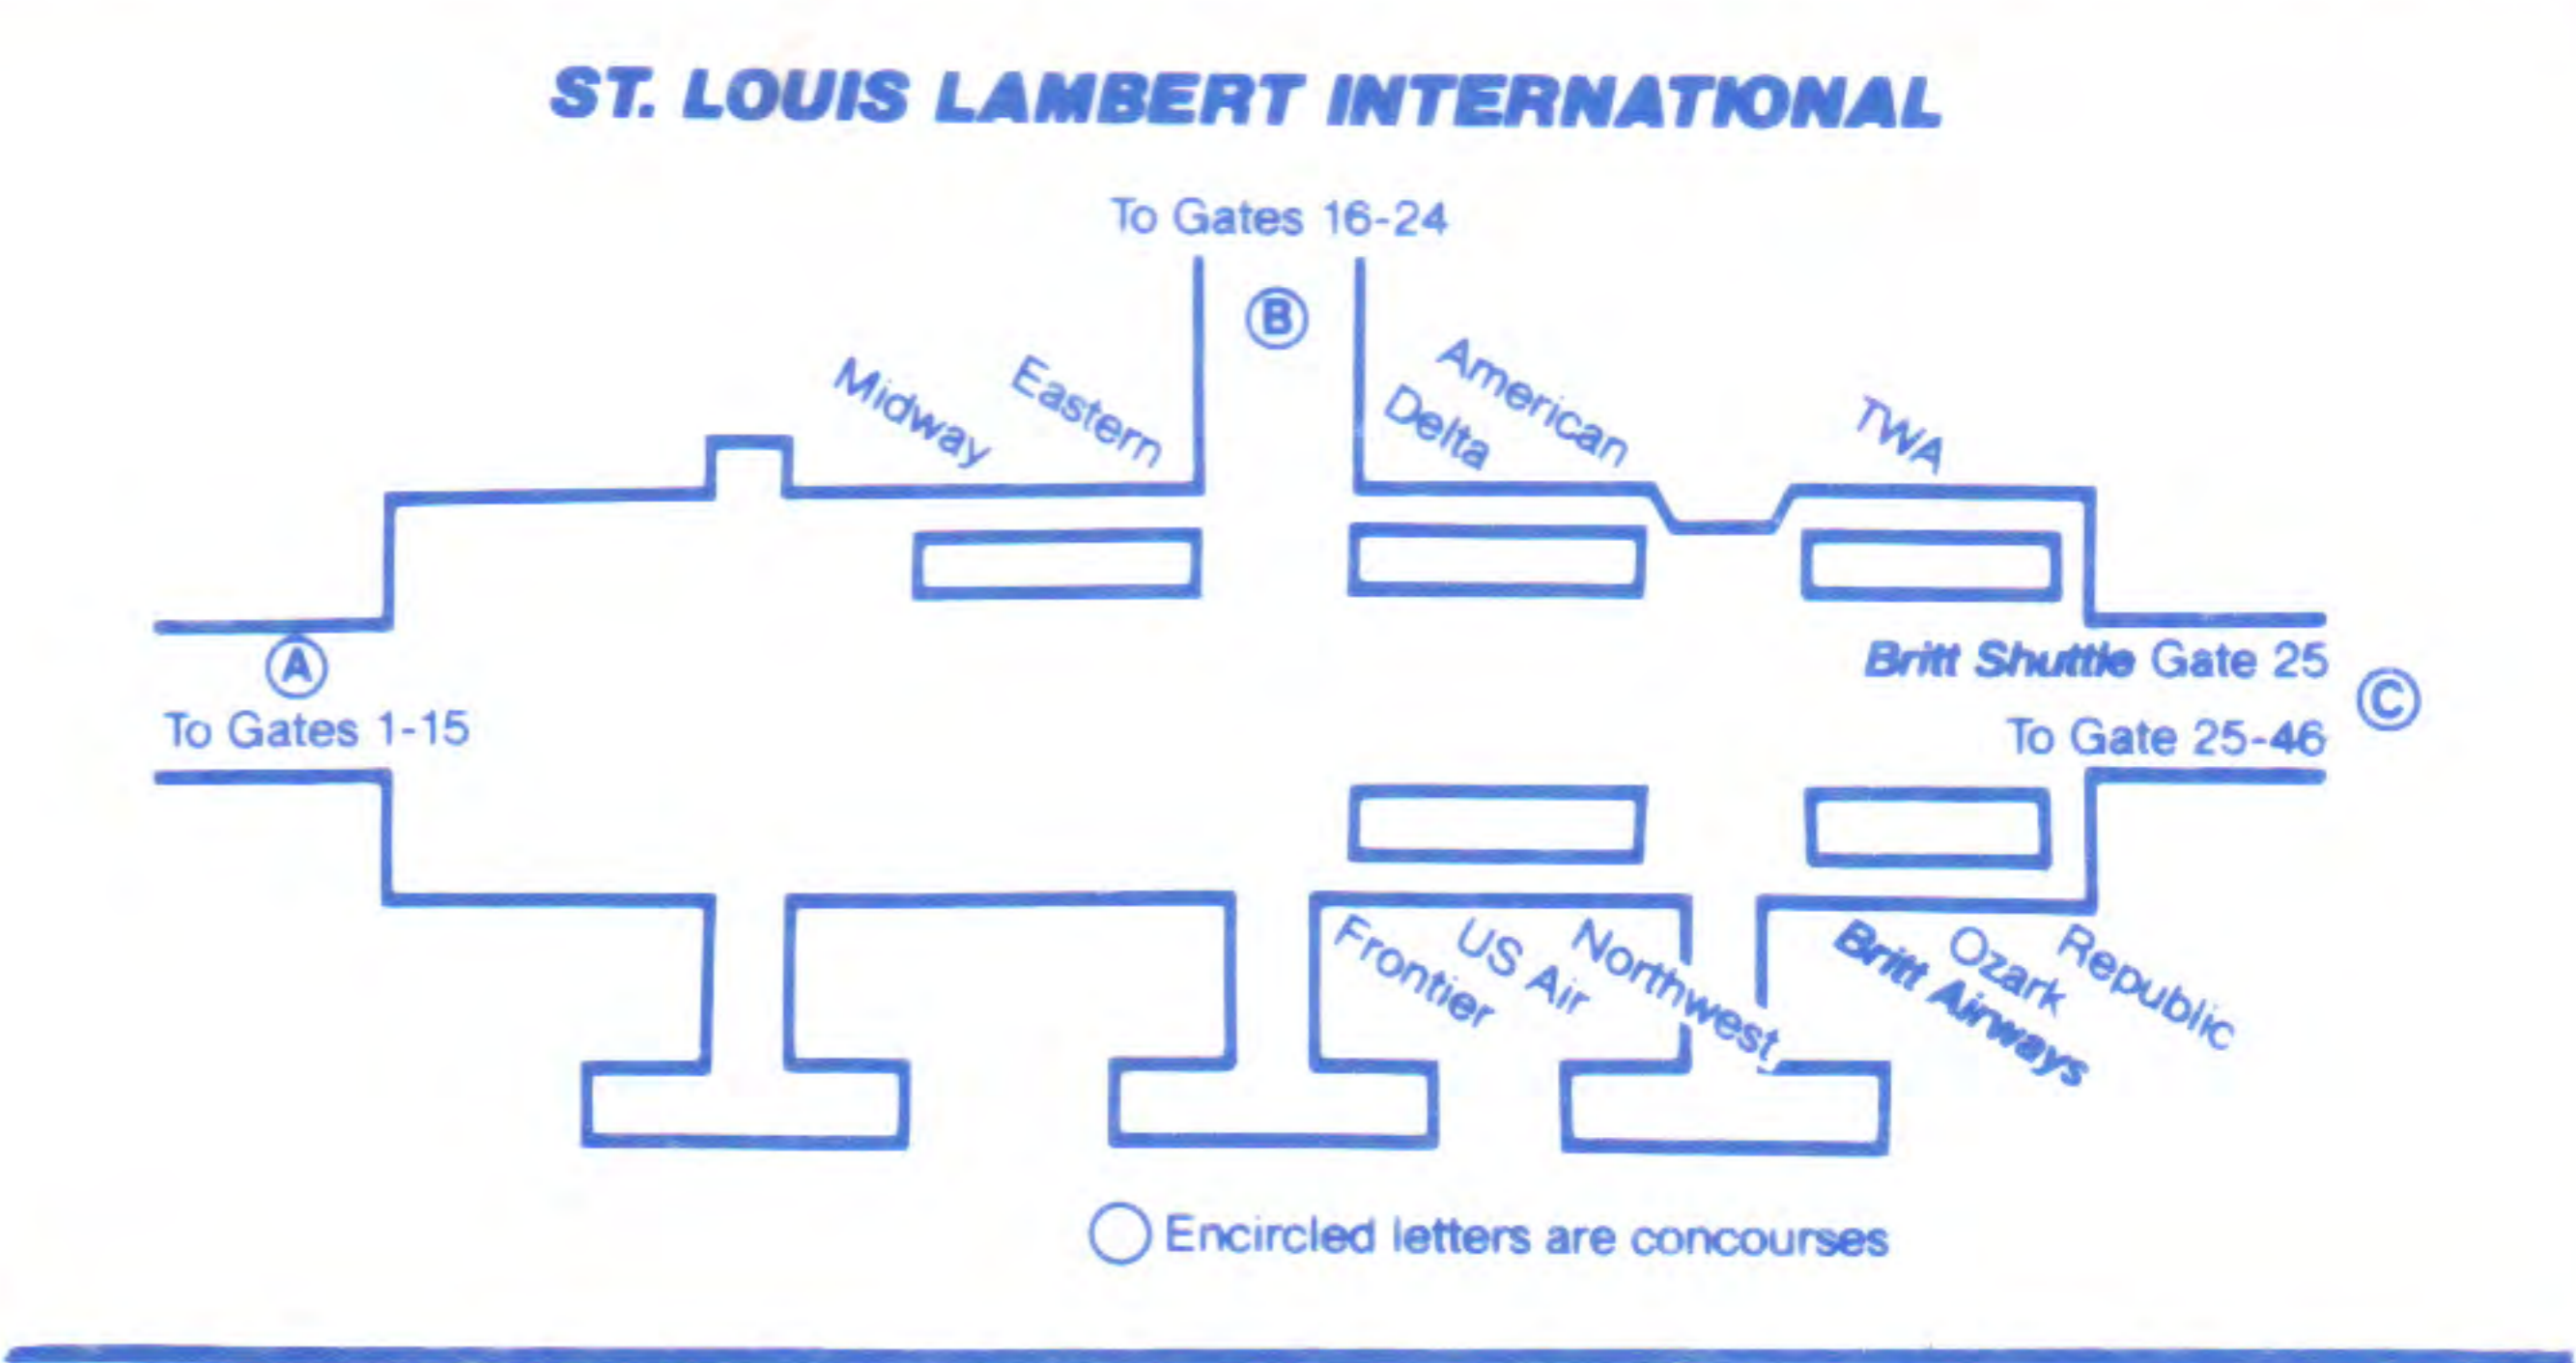 ST. LOUIS LAMBERT INTERNATIONAL
To Gates 16-24
B
Midway
Eastern
American
Delta
TWA
A
To Gates 1-15
Britt Shuttle Gate 25
C
To Gate 25-46
Frontier
US Air
Northwest
Britt Airways
Ozark
Republic
Encircled letters are concourses